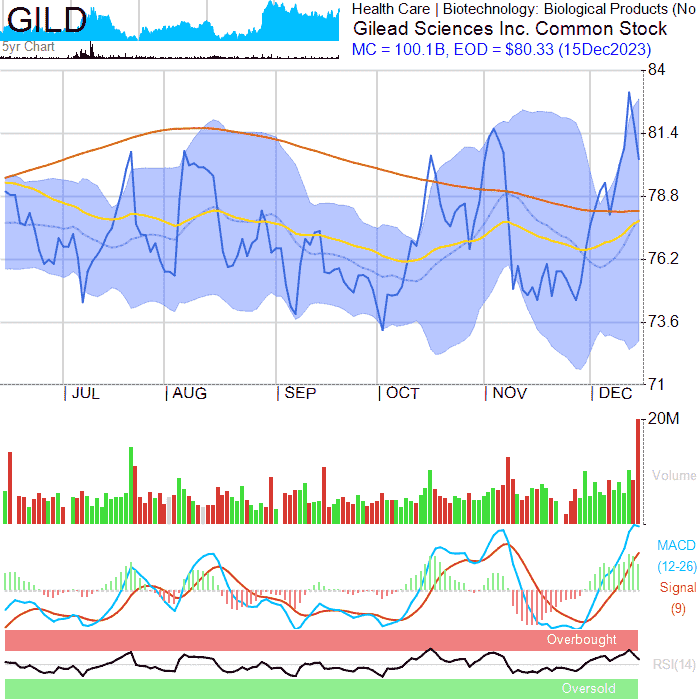 GILD
5yr Chart
Health Care | Biotechnology: Biological Products (No
Gilead Sciences Inc. Common Stock
MC = 100.1B, EOD = $80.33 (15Dec2023)
84
81.4
78.8
76.2
73.6
71
JUL
AUG
SEP
OCT
NOV
DEC
20M
Volume
MACD
(12-26)
Signal
(9)
Overbought
RSI(14)
Oversold